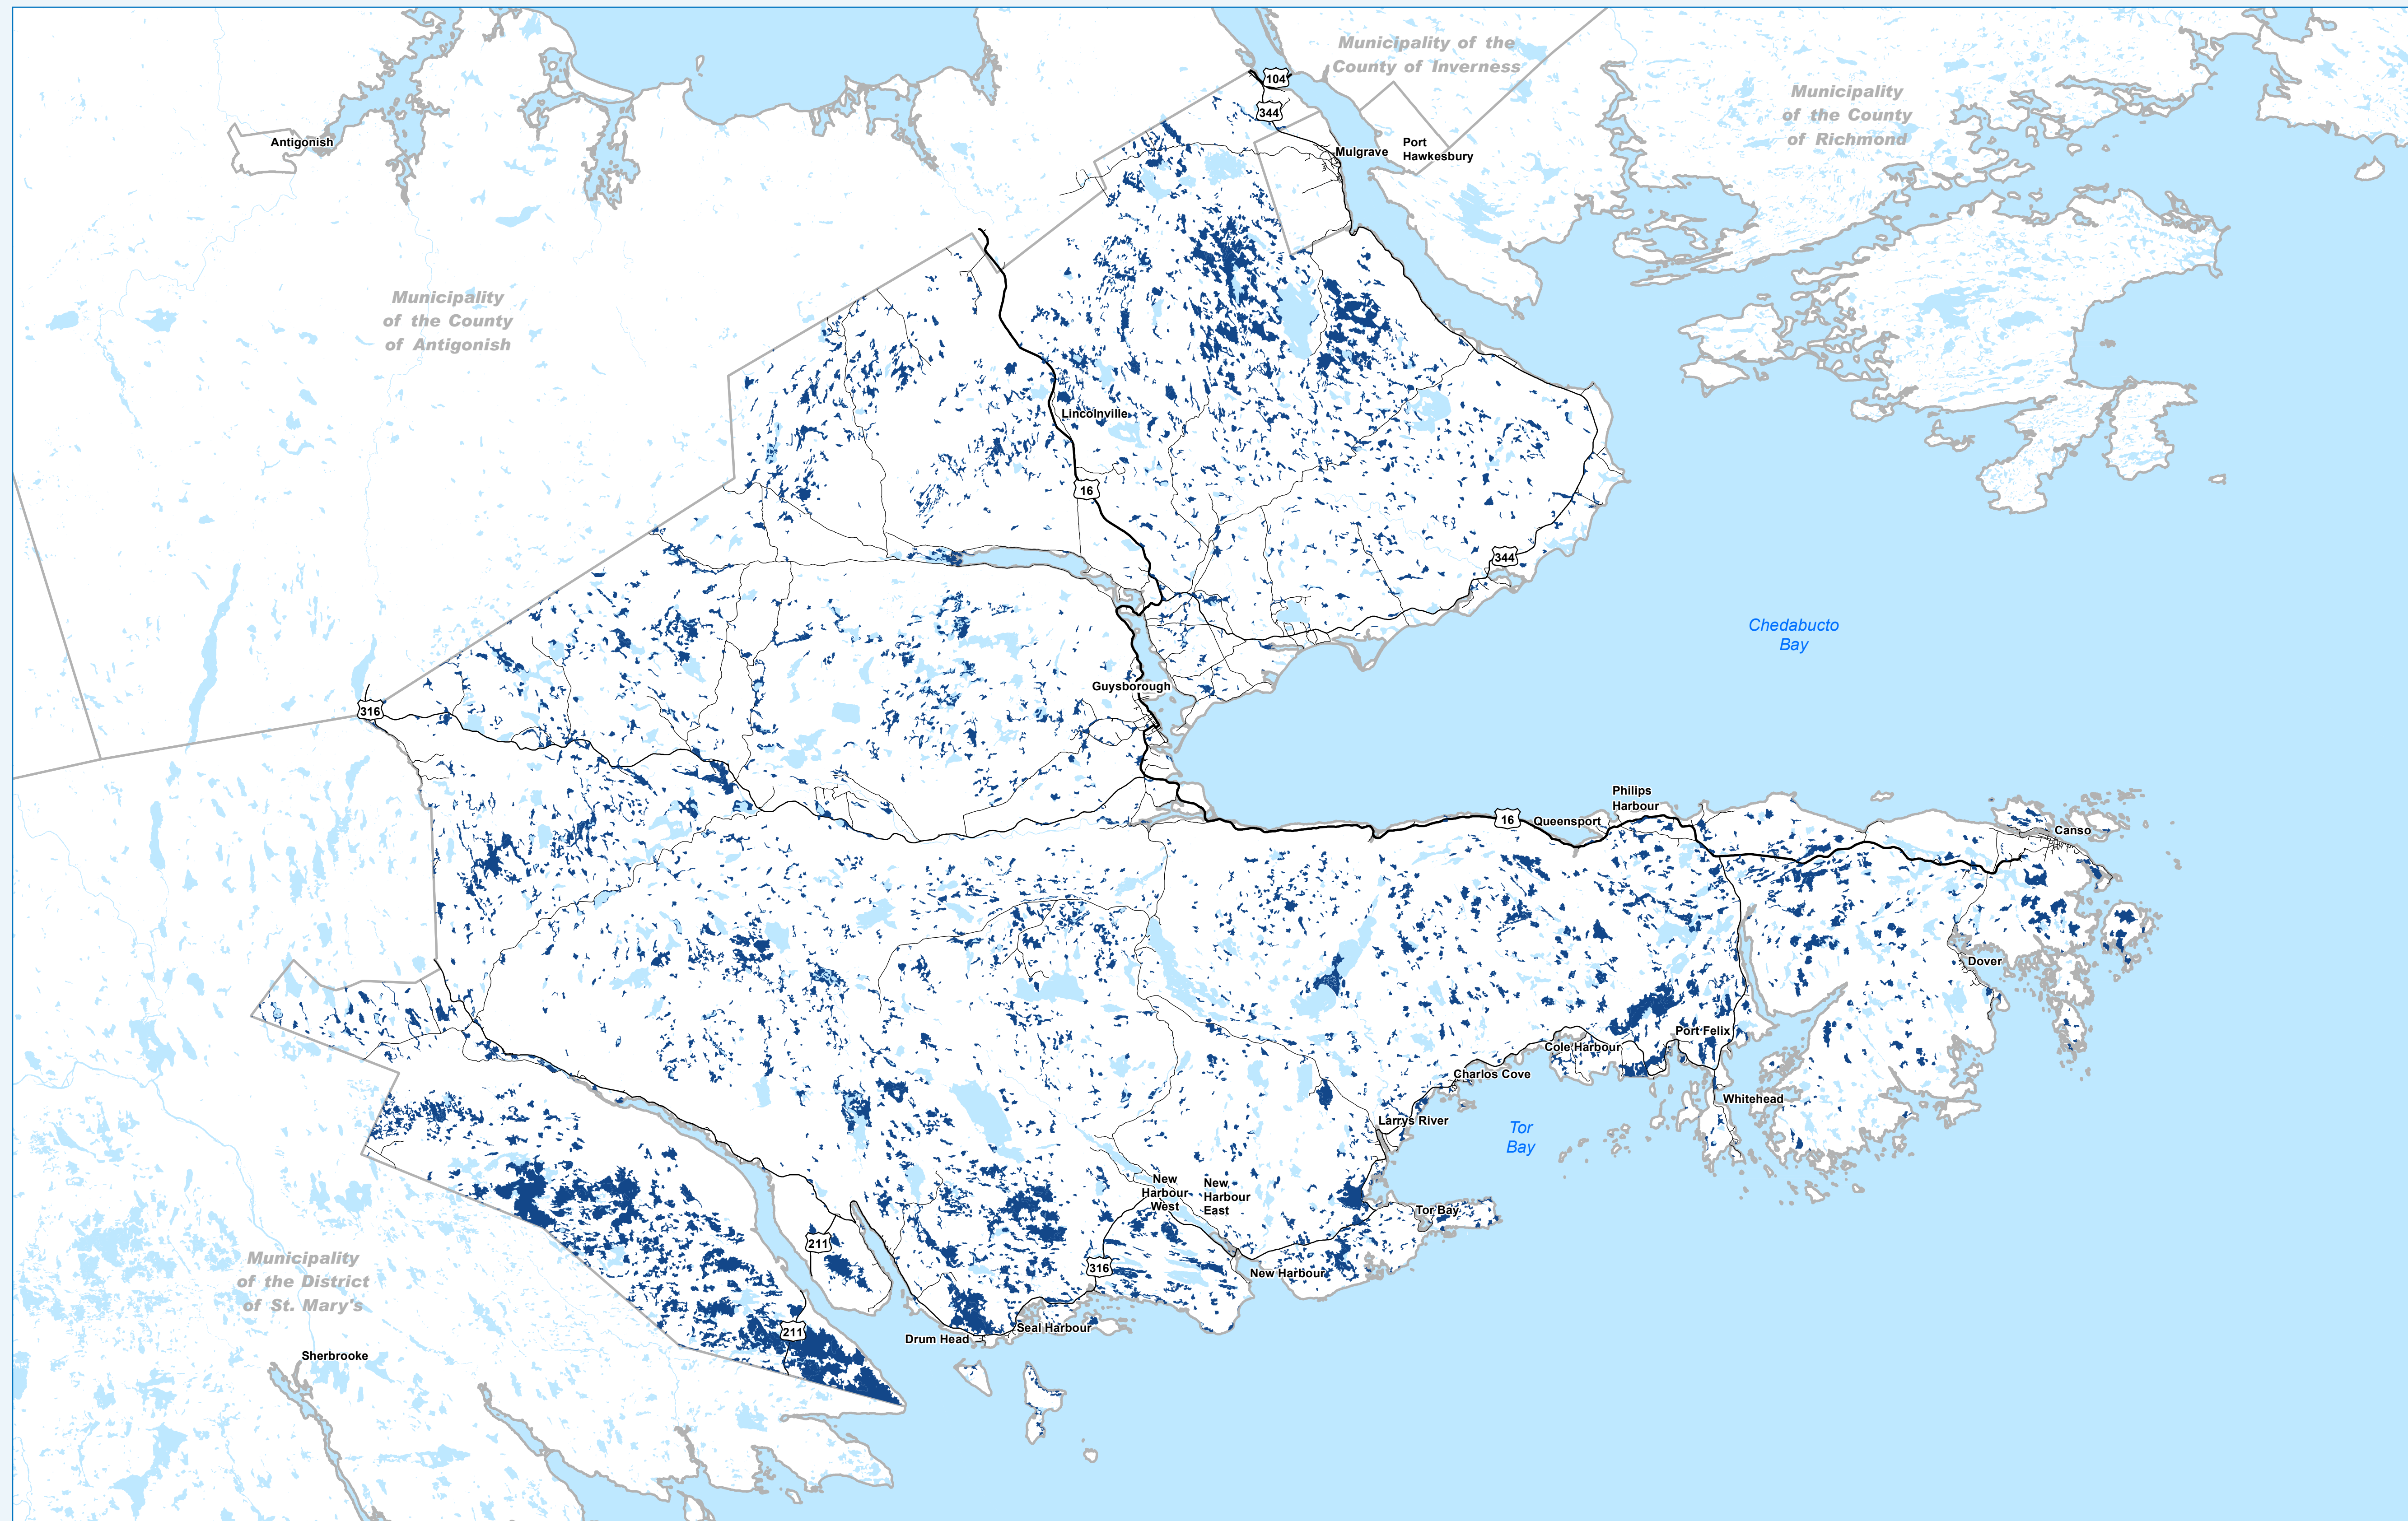 Municipality of the
County of Inverness
104
344
Municipality
of the County
of Richmond
Antigonish
Mulgrave
Port
Hawkesbury
Municipality
of the County
of Antigonish
Lincolnville
16
344
Chedabucto
Bay
Guysborough
316
Philips
Harbour
16
Queensport
Canso
Dover
Port Felix
Cole Harbour
Charlos Cove
Whitehead
Larrys River
Tor
Bay
New
Harbour
West
New
Harbour
East
Tor Bay
211
316
New Harbour
Municipality
of the District
of St. Mary's
211
Seal Harbour
Drum Head
Sherbrooke